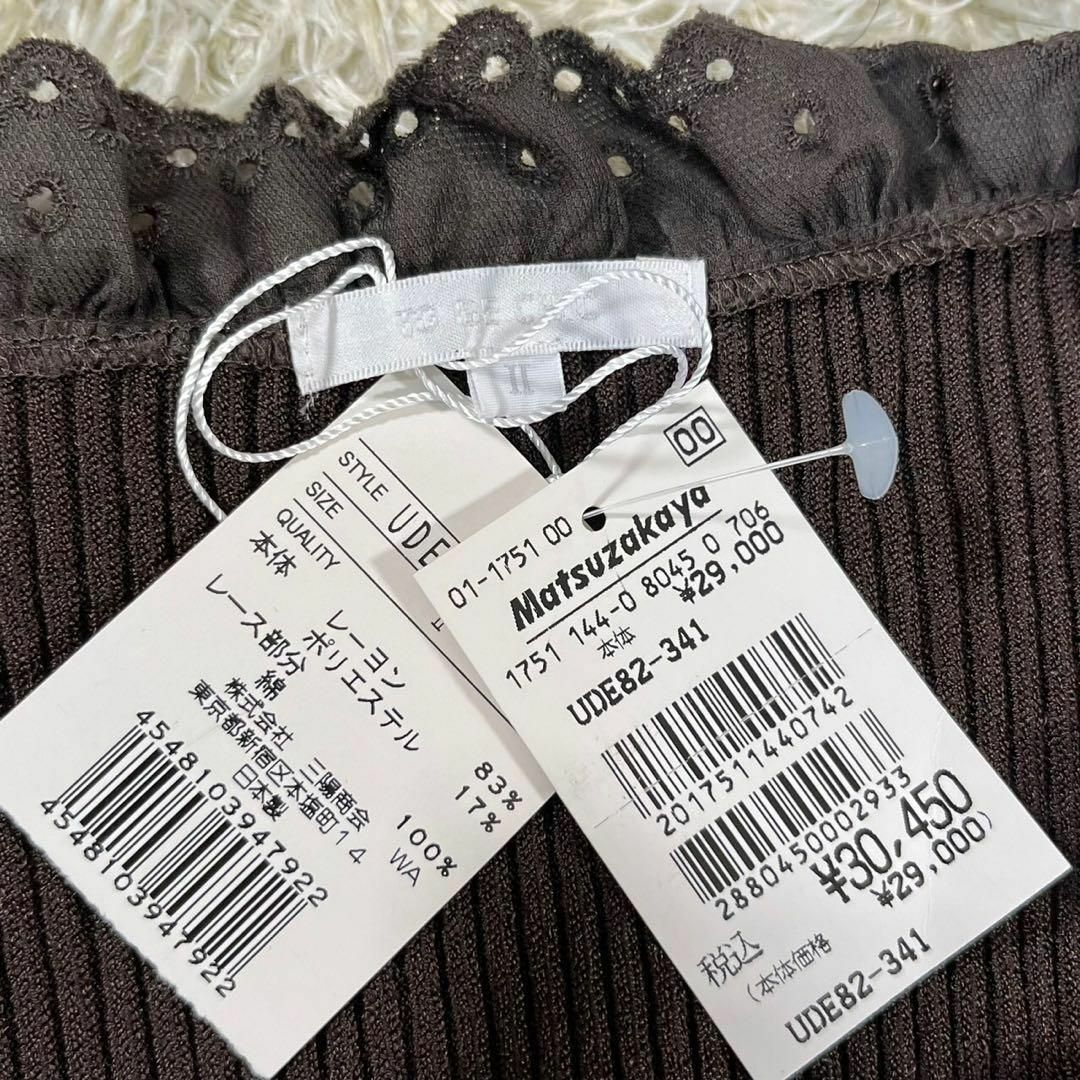 II
STYLE UDE
SIZE II
QUALITY
本体 レーヨン 83%
ポリエステル 17%
レース部分
綿 100%
株式会社 三陽商会 WA
東京都新宿区本塩町14
日本製
4548103947922
4548103947922
00
01-1751 00
Matsuzakaya
1751 144-0 8045 0 706
本体 ¥29,000
UDE82-341
2017511440742
2880450002933
税込 ¥30,450
(本体価格 ¥29,000)
UDE82-341